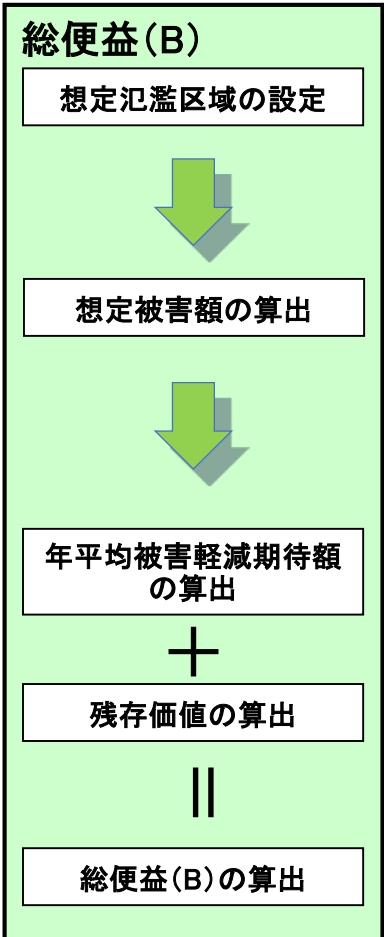 総便益(B)
想定氾濫区域の設定
想定被害額の算出
年平均被害軽減期待額
の算出
＋
残存価値の算出
||
総便益(B)の算出